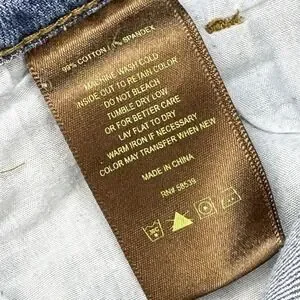 99% COTTON / 1% SPANDEX
MACHINE WASH COLD
INSIDE OUT TO RETAIN COLOR
DO NOT BLEACH
TUMBLE DRY LOW
OR FOR BETTER CARE
LAY FLAT TO DRY
WARM IRON IF NECESSARY
COLOR MAY TRANSFER WHEN NEW
MADE IN CHINA
RN# 58539